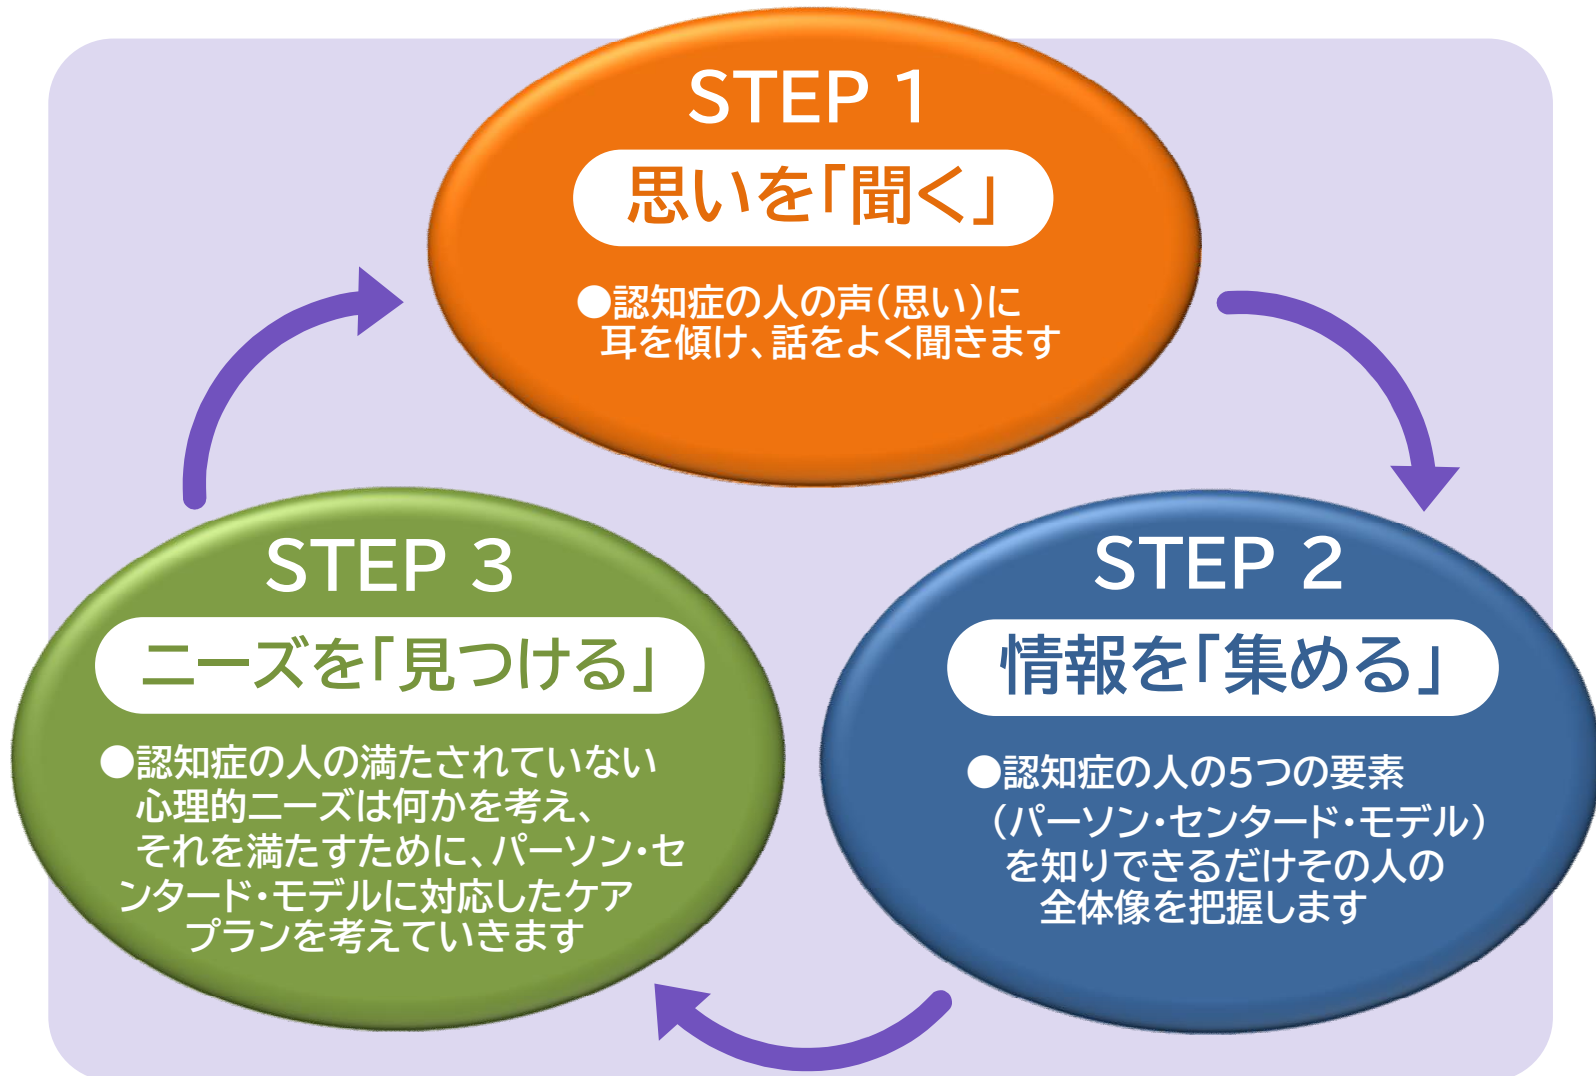 STEP 1
思いを「聞く」
●認知症の人の声(思い)に
耳を傾け、話をよく聞きます
STEP 2
情報を「集める」
●認知症の人の5つの要素
(パーソン・センタード・モデル)
を知りできるだけその人の
全体像を把握します
STEP 3
ニーズを「見つける」
●認知症の人の満たされていない
心理的ニーズは何かを考え、
それを満たすために、パーソン・セ
ンタード・モデルに対応したケア
プランを考えていきます